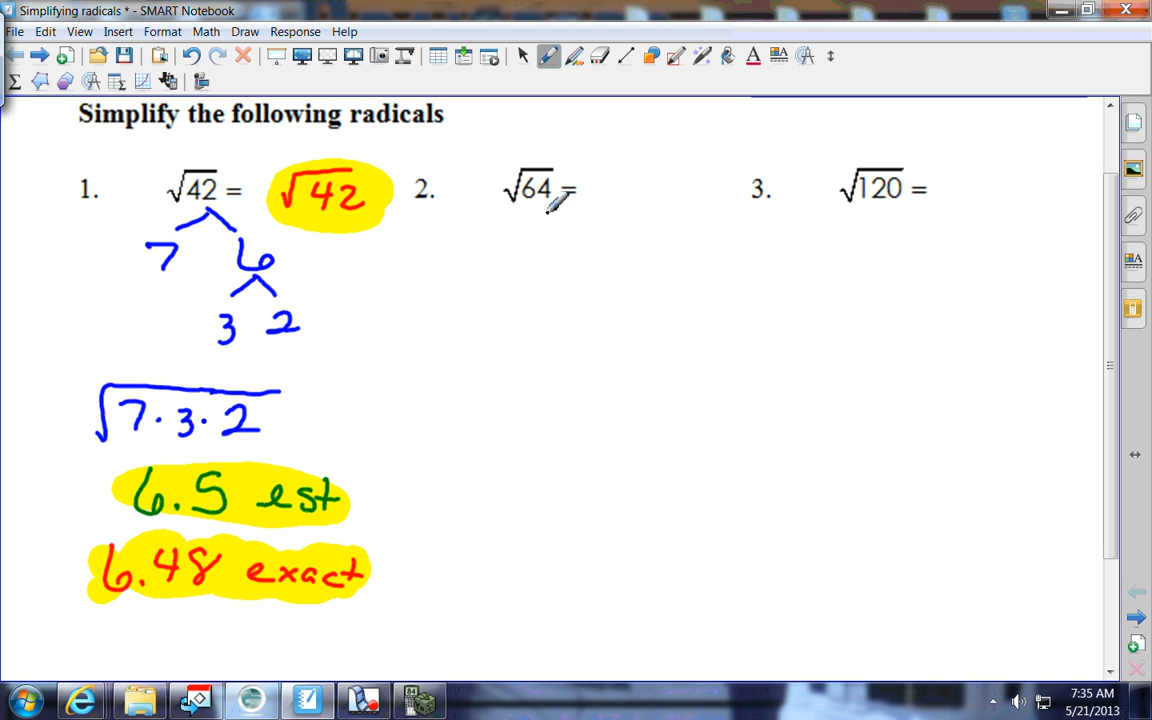 Simplifying radicals * - SMART Notebook
File Edit View Insert Format Math Draw Response Help
Simplify the following radicals
1. √42 = √42 2. √64 = 3. √120 =
7 6
3 2
√7·3·2
6.5 est
6.48 exact
7:35 AM
5/21/2013